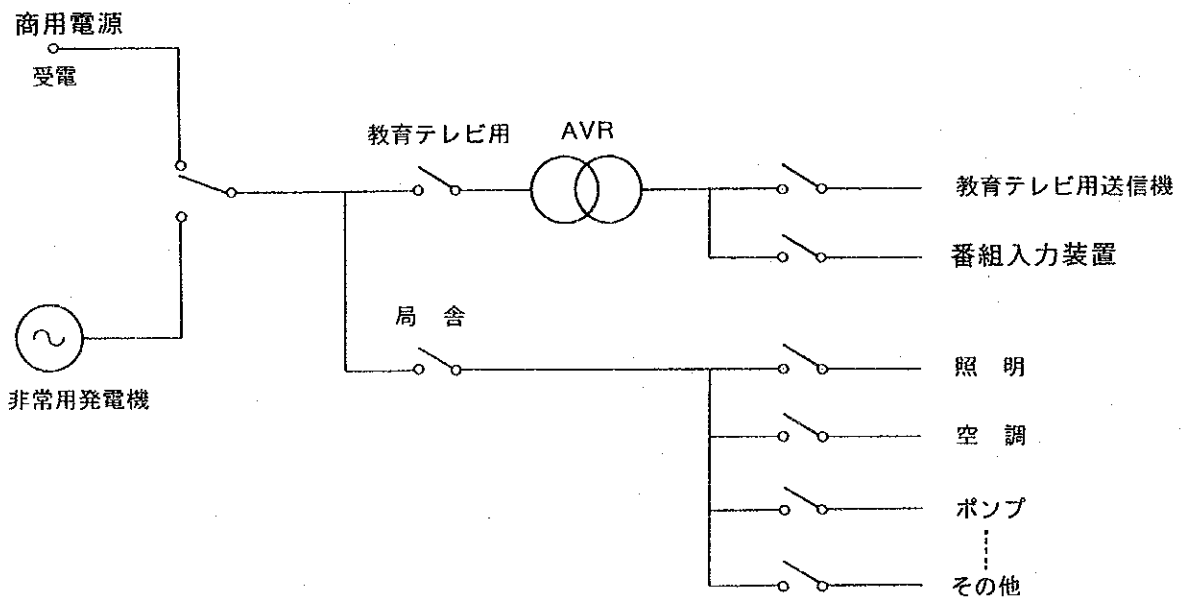 商用電源
受電
教育テレビ用
AVR
教育テレビ用送信機
番組入力装置
局 舎
照 明
非常用発電機
空 調
ポンプ
その他